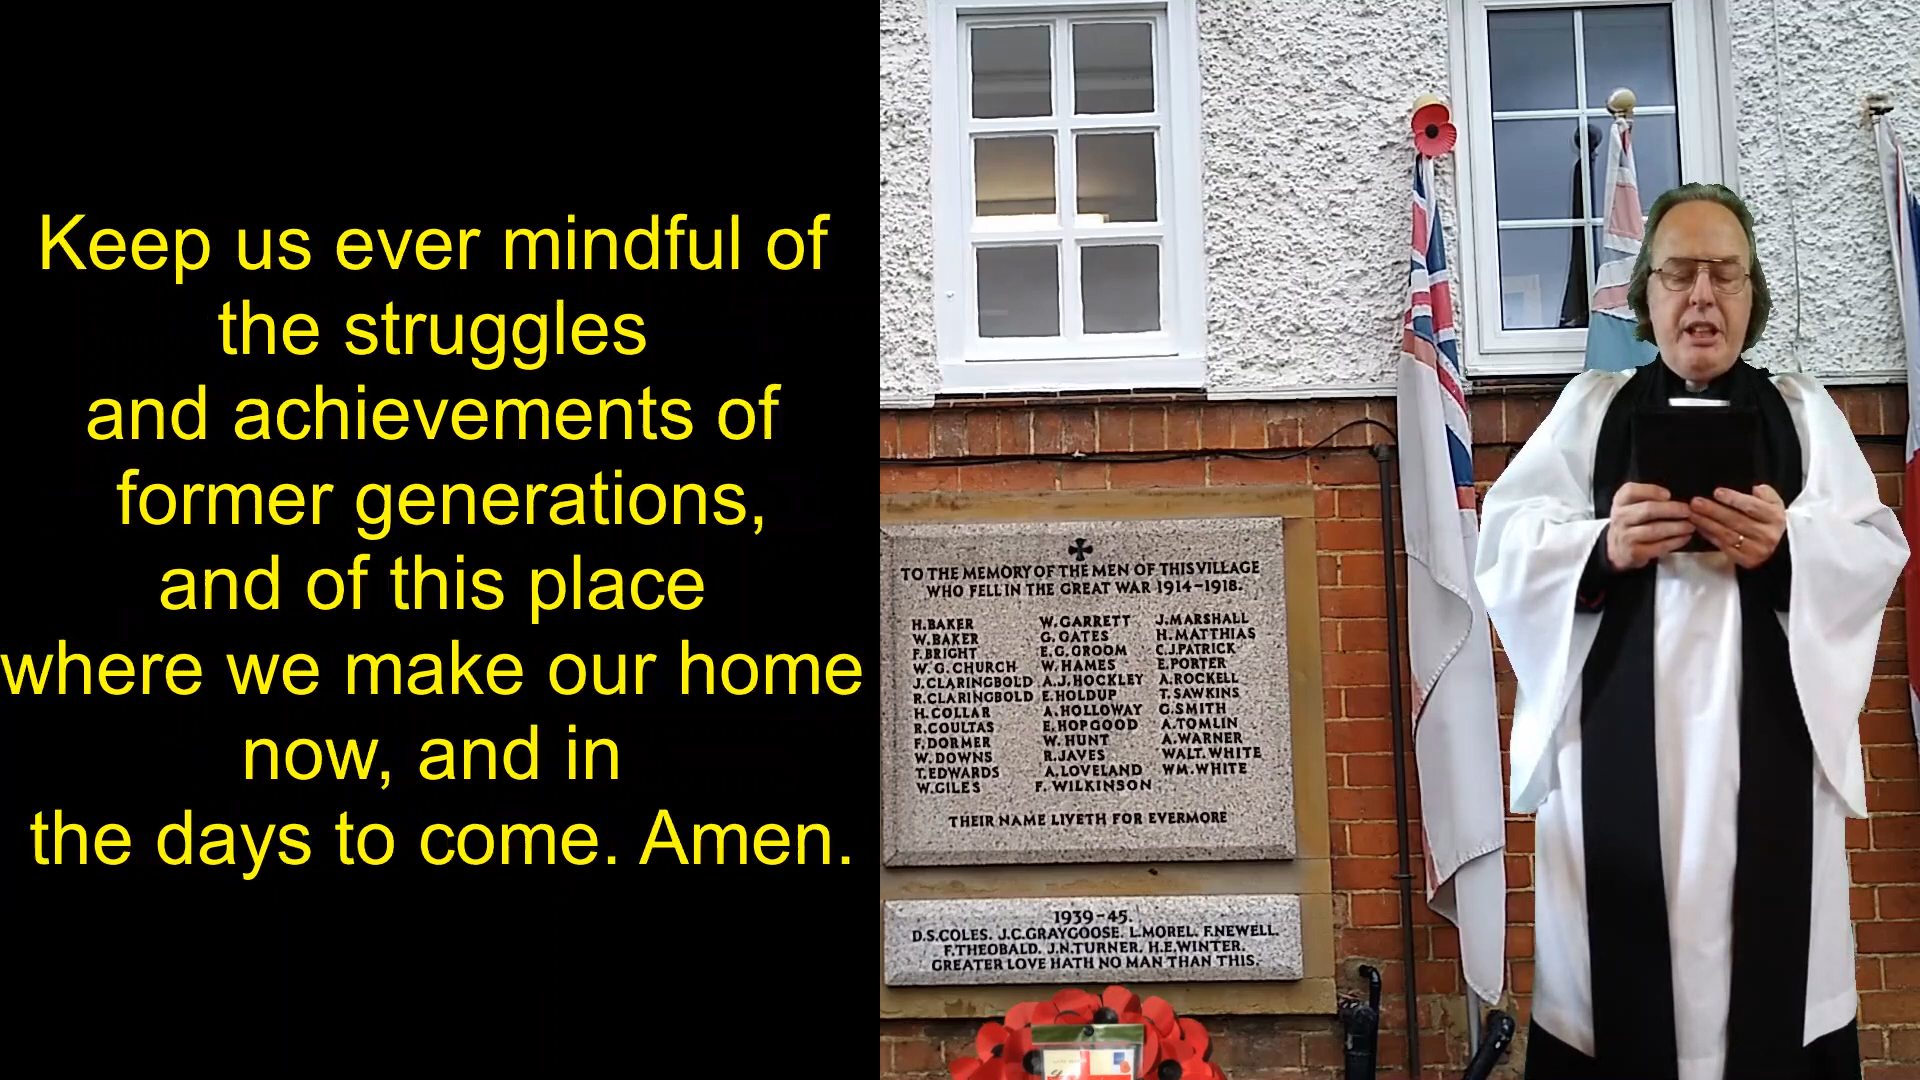 Keep us ever mindful of
the struggles
and achievements of
former generations,
and of this place
where we make our home
now, and in
the days to come. Amen.
TO THE MEMORY OF THE MEN OF THIS VILLAGE
WHO FELL IN THE GREAT WAR 1914-1918.
H. BAKER W. GARRETT J. MARSHALL
W. BAKER G. GATES H. MATTHIAS
F. BRIGHT E.G. GROOM C.J. PATRICK
W. G. CHURCH W. HAMES E. PORTER
J. CLARINGBOLD A.J. HOCKLEY A. ROCKELL
R. CLARINGBOLD E. HOLDUP T. SAWKINS
H. COLLAR A. HOLLOWAY G. SMITH
R. COULTAS E. HOPGOOD A. TOMLIN
F. DORMER W. HUNT A. WARNER
W. DOWNS R. JAVES WALT. WHITE
T. EDWARDS A. LOVELAND WM. WHITE
W. GILES F. WILKINSON
THEIR NAME LIVETH FOR EVERMORE
1939-45.
D.S. COLES. J.C. GRAYGOOSE. L. MOREL. F. NEWELL.
F. THEOBALD. J.N. TURNER. H.E. WINTER.
GREATER LOVE HATH NO MAN THAN THIS.